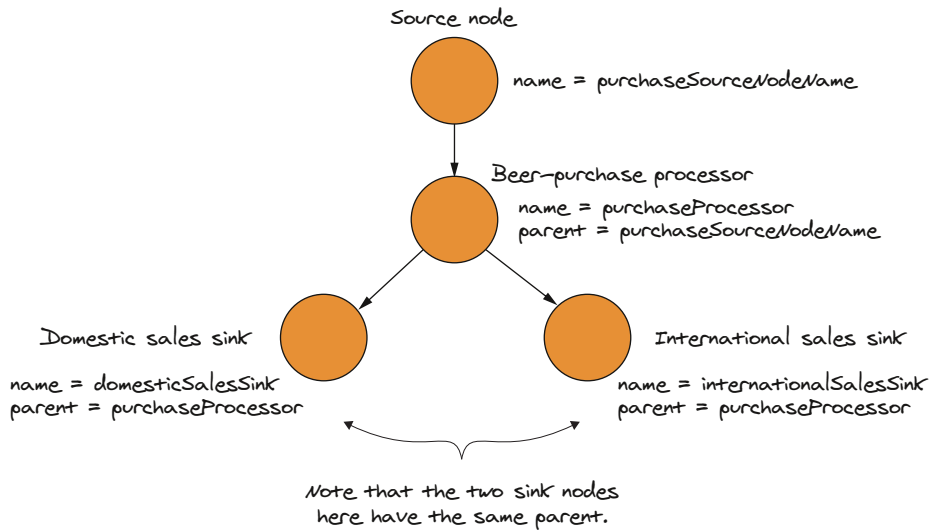 Source node
name = purchaseSourceNodeName
Beer-purchase processor
name = purchaseProcessor
parent = purchaseSourceNodeName
Domestic sales sink
name = domesticSalesSink
parent = purchaseProcessor
International sales sink
name = internationalSalesSink
parent = purchaseProcessor
Note that the two sink nodes
here have the same parent.